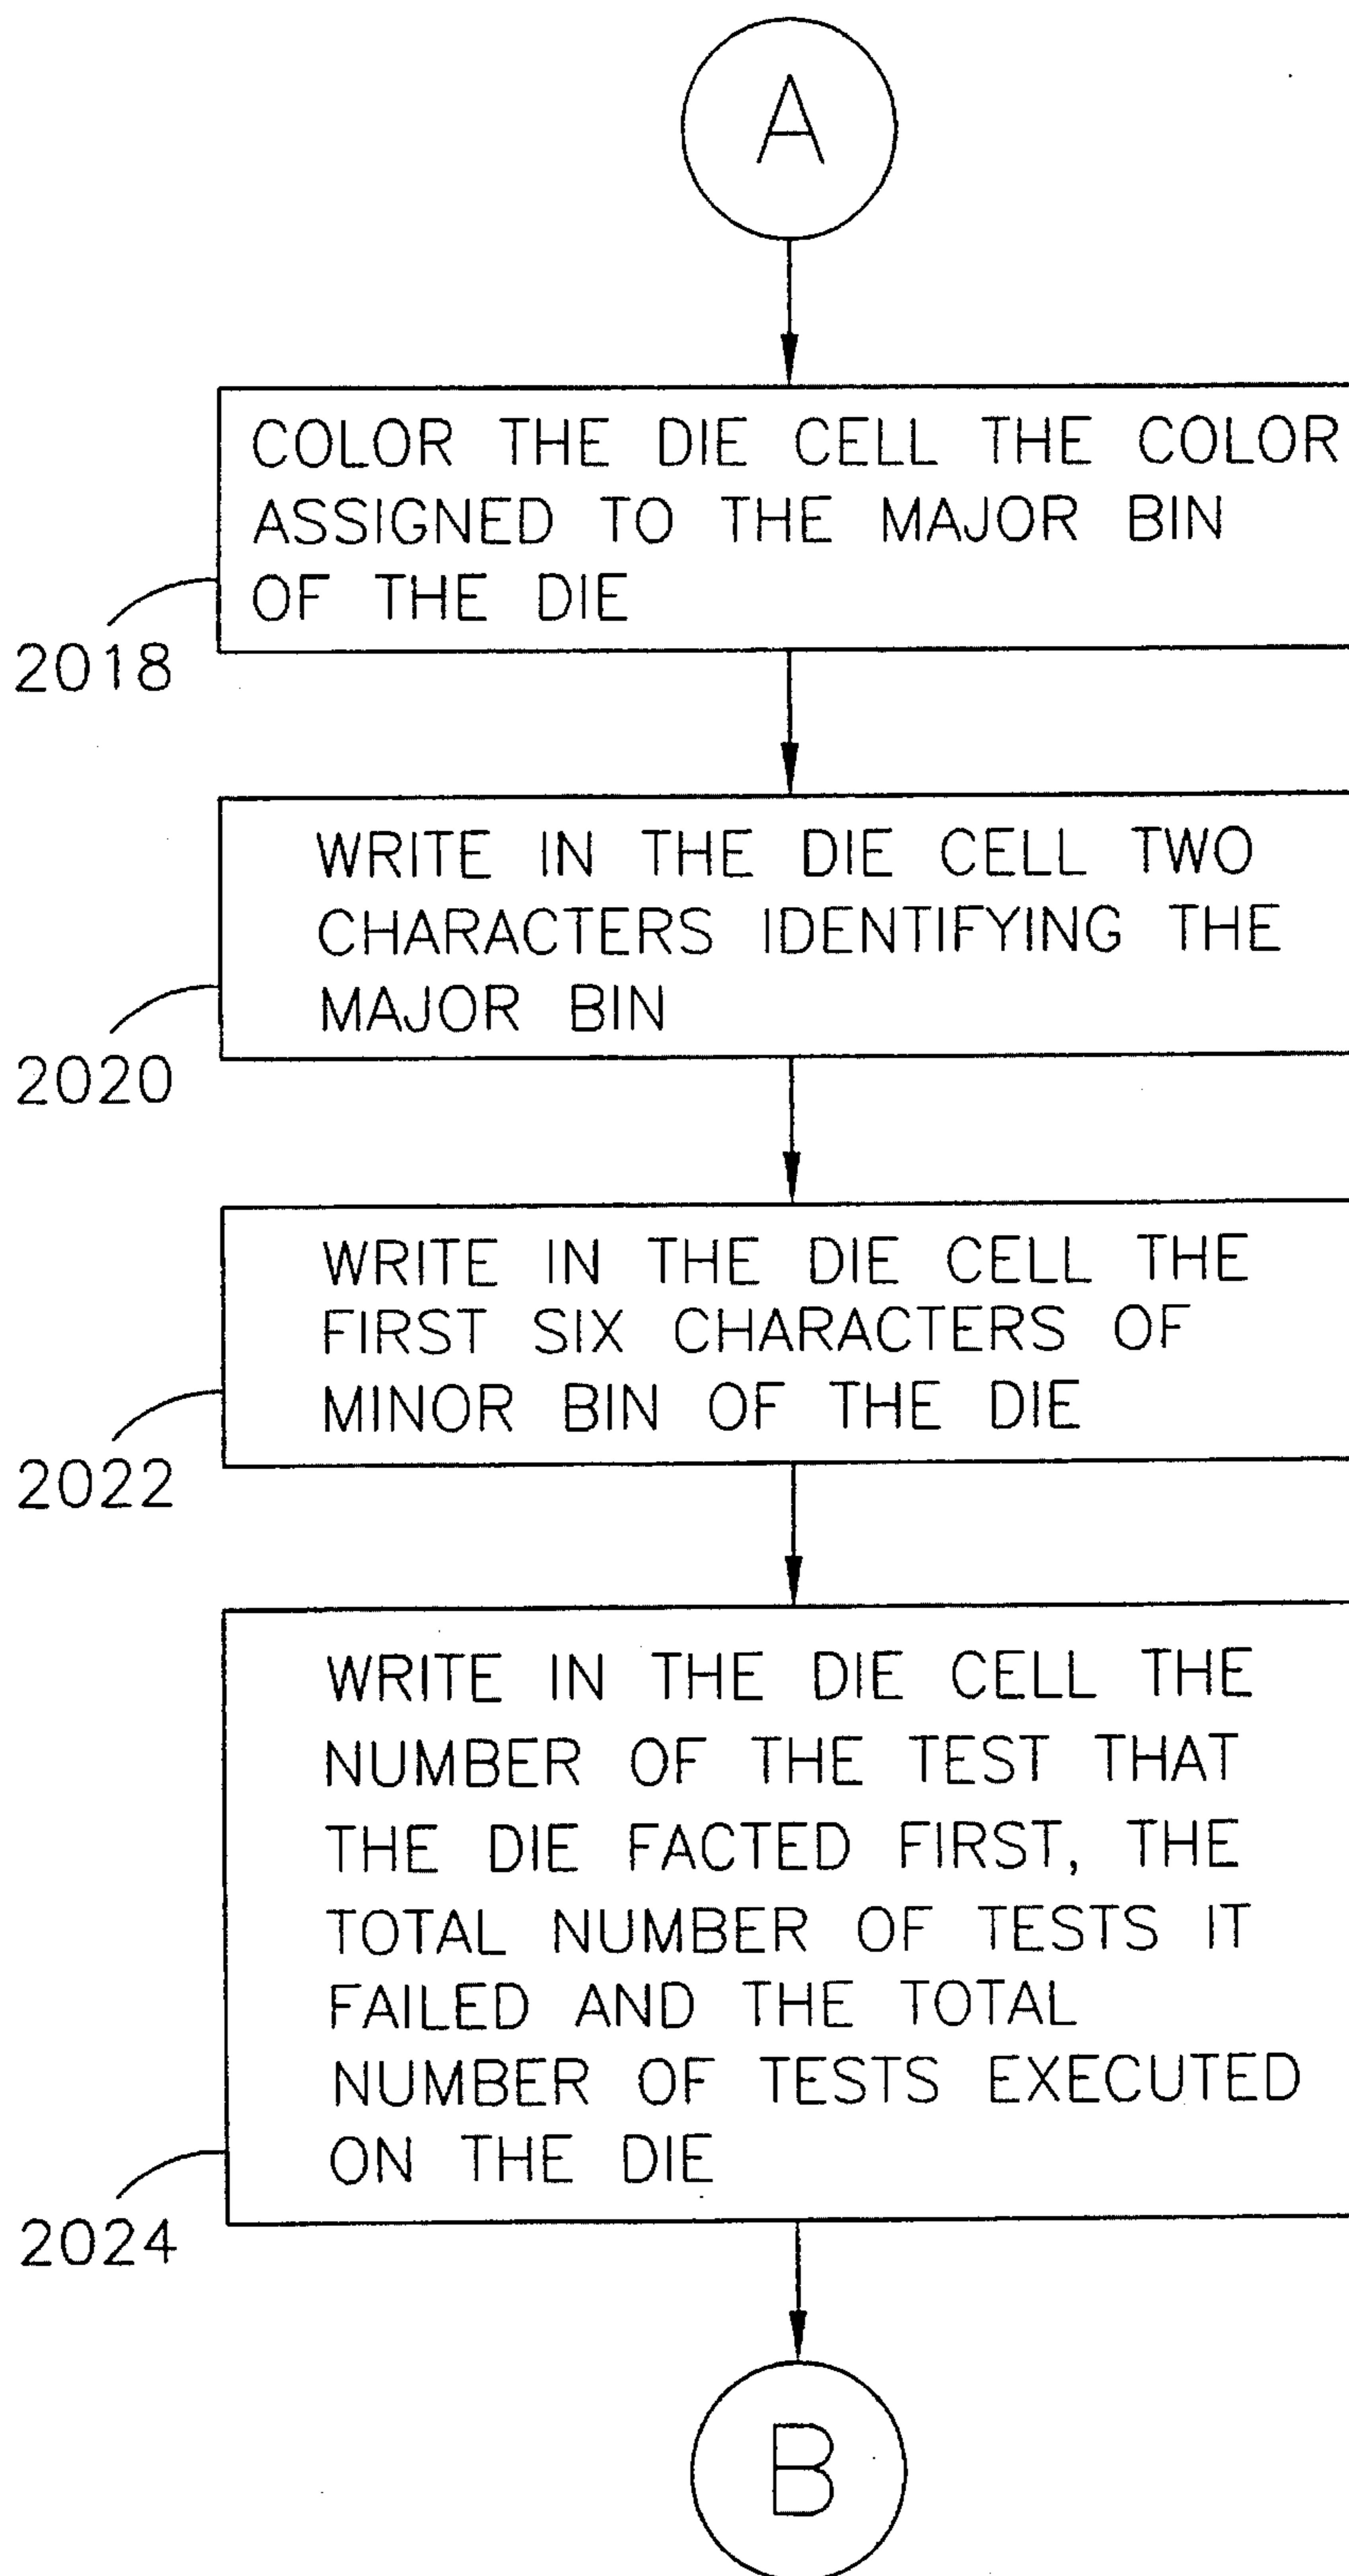 A
COLOR THE DIE CELL THE COLOR
ASSIGNED TO THE MAJOR BIN
OF THE DIE
2018
WRITE IN THE DIE CELL TWO
CHARACTERS IDENTIFYING THE
MAJOR BIN
2020
WRITE IN THE DIE CELL THE
FIRST SIX CHARACTERS OF
MINOR BIN OF THE DIE
2022
WRITE IN THE DIE CELL THE
NUMBER OF THE TEST THAT
THE DIE FACTED FIRST, THE
TOTAL NUMBER OF TESTS IT
FAILED AND THE TOTAL
NUMBER OF TESTS EXECUTED
ON THE DIE
2024
B